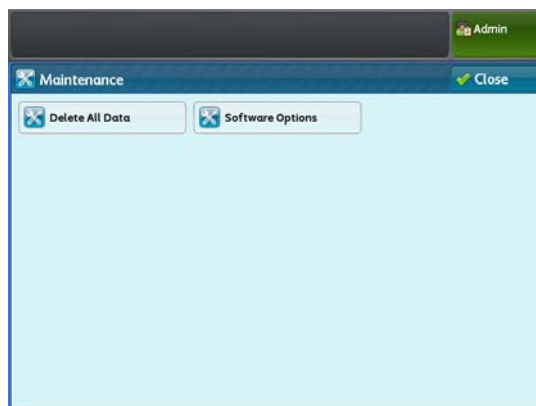 Admin
Maintenance
Close
Delete All Data
Software Options